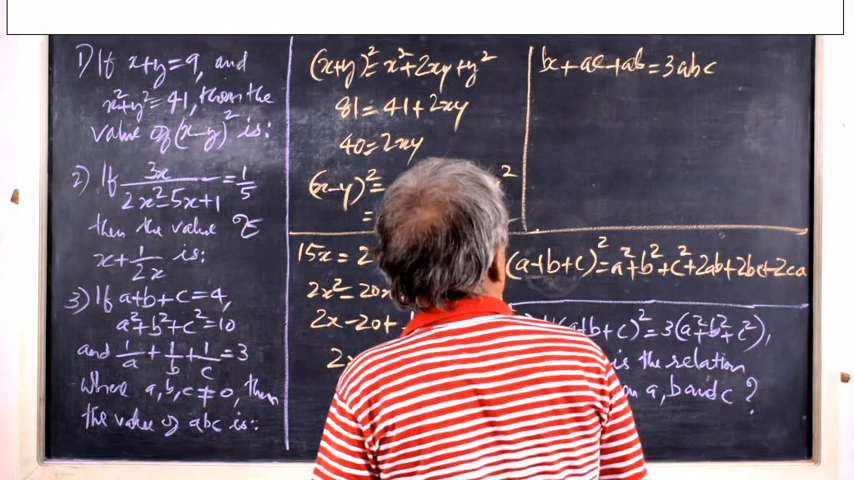 1) If x+y=9, and
x²+y²=41, then the
value of (x-y)² is:
2) If 3x/(2x²-5x+1)=1/5
then the value of
x+1/2x is:
3) If a+b+c=4,
a²+b²+c²=10
and 1/a+1/b+1/c=3
where a,b,c≠0, then
the value of abc is:
(x+y)²=x²+2xy+y²
81=41+2xy
40=2xy
(x-y)²= ²
=
15x=2
2x²-20x
2x-20+
2x
bc+ac+ab=3abc
(a+b+c)²=a²+b²+c²+2ab+2bc+2ca
(a+b+c)²=3(a²+b²+c²),
is the relation
a, b and c?